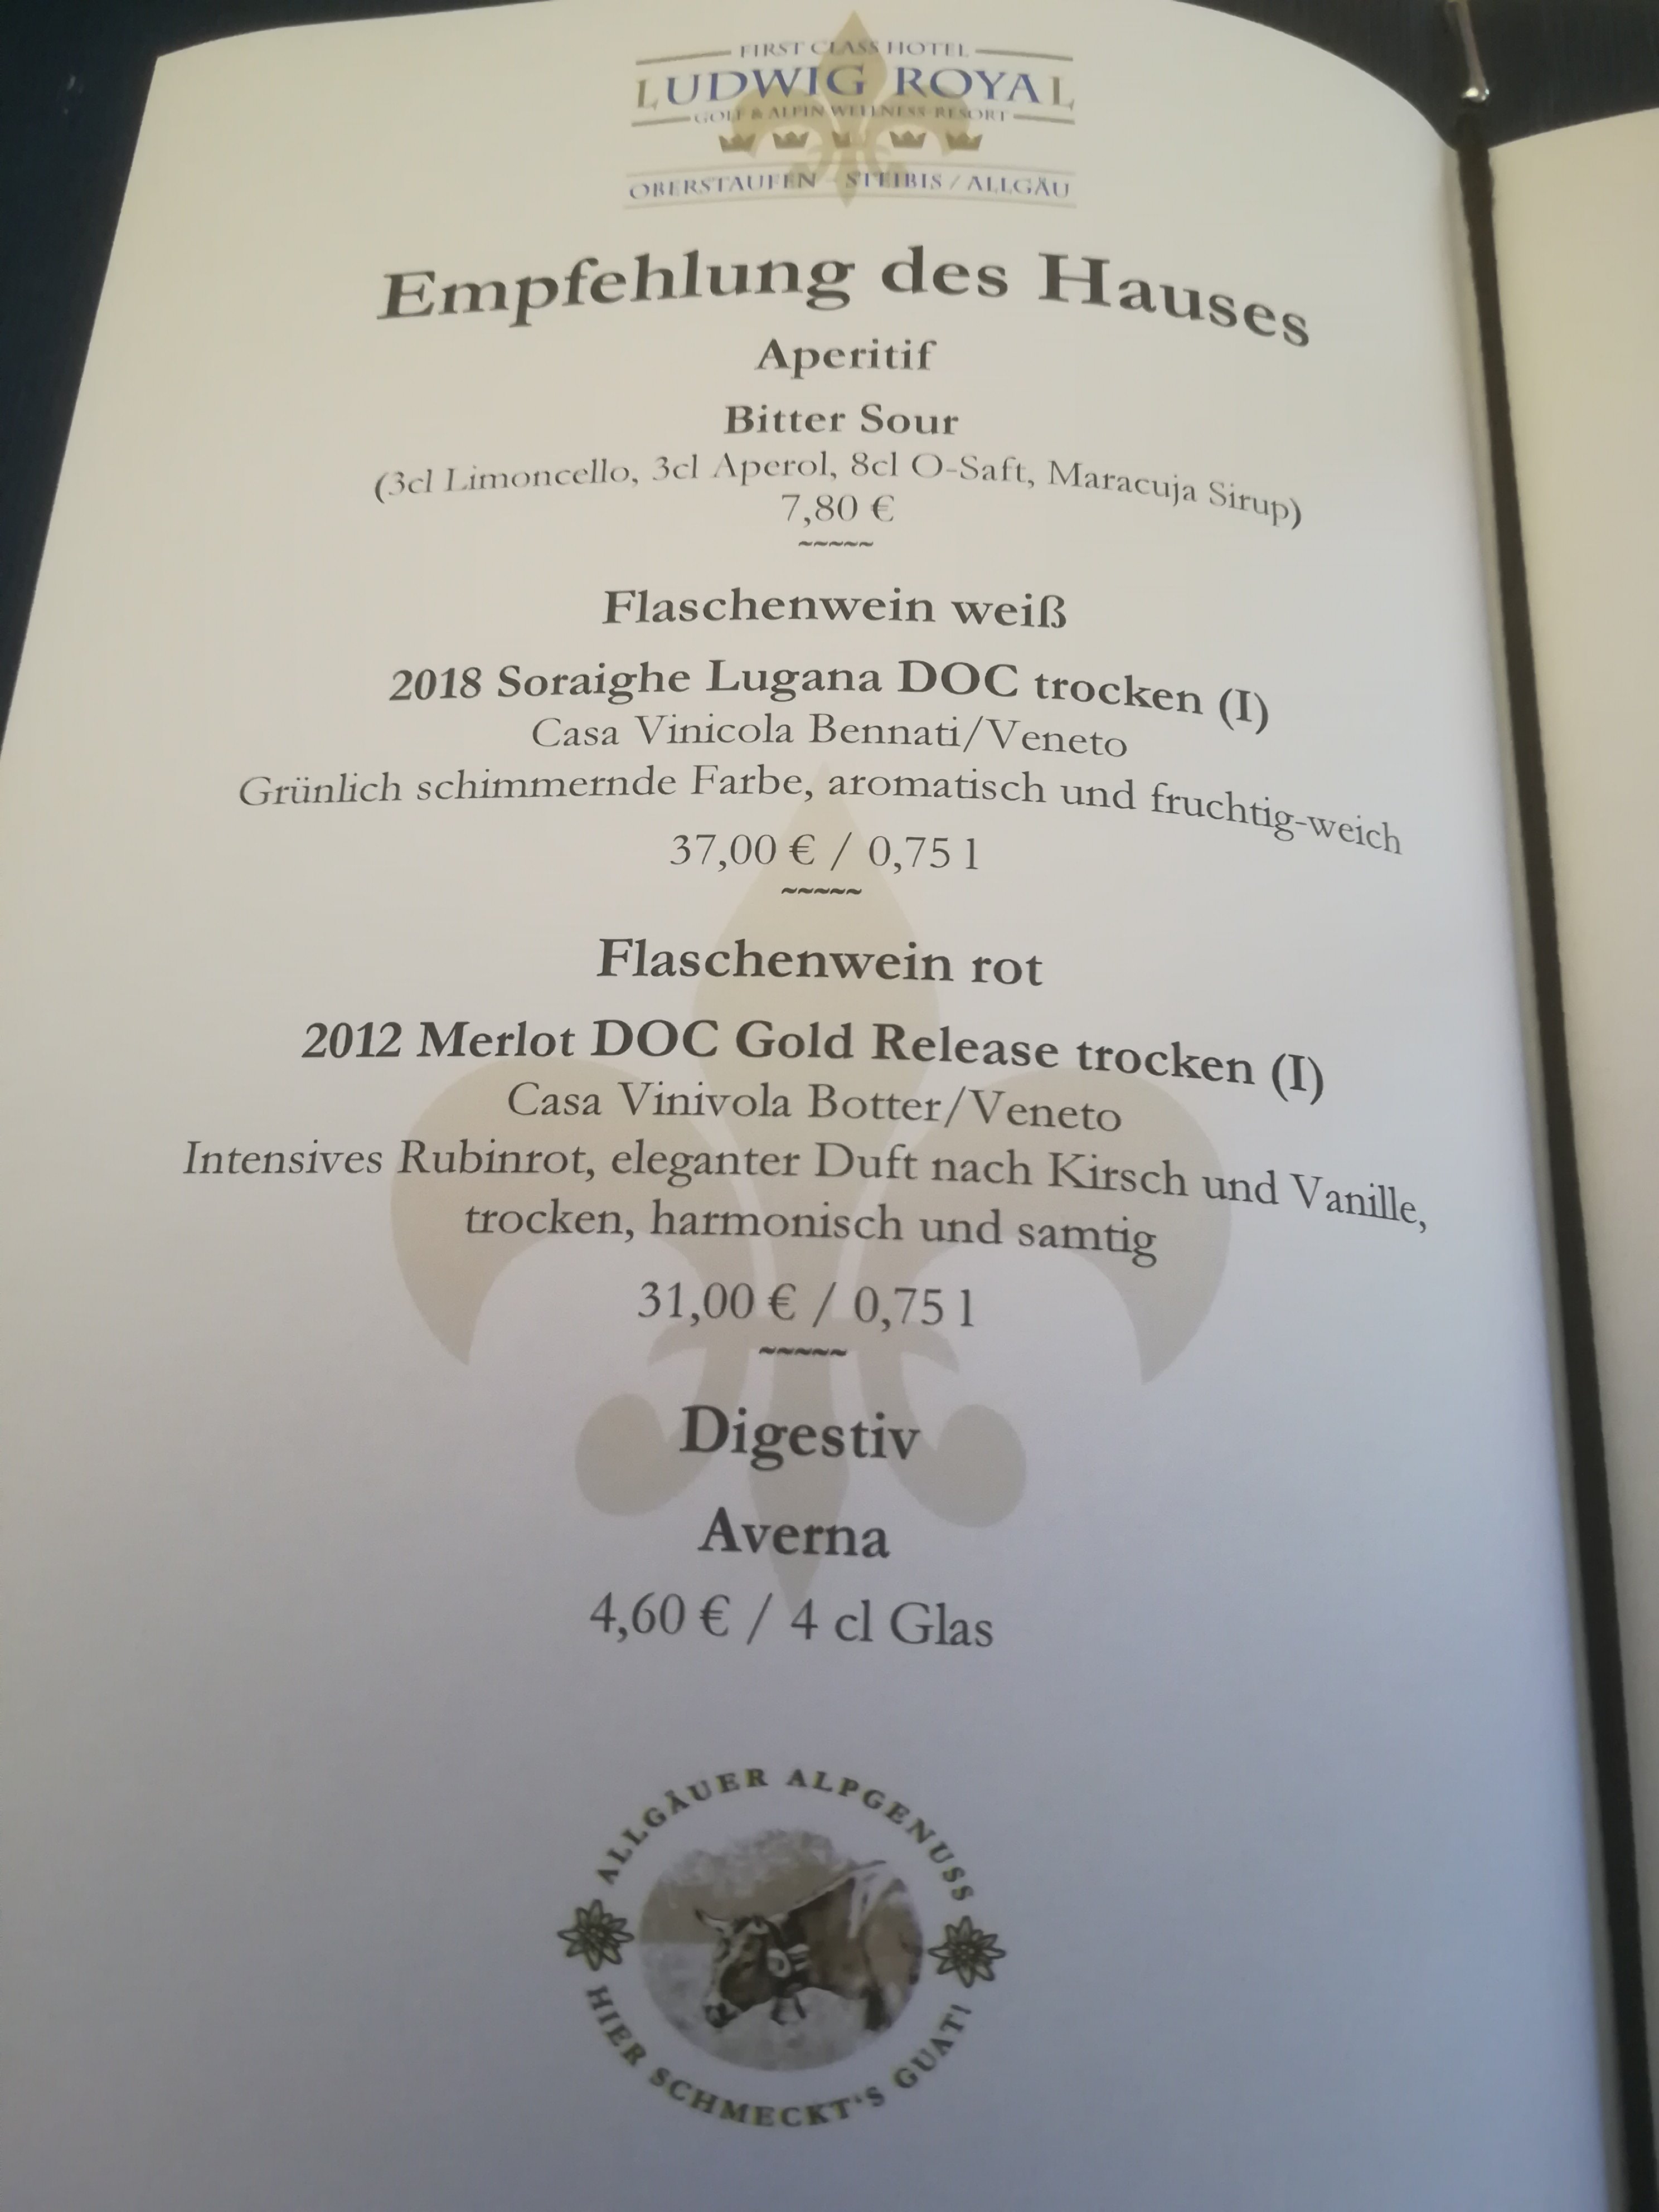 FIRST CLASS HOTEL
LUDWIG ROYAL
GOLF & ALPIN WELLNESS-RESORT
OBERSTAUFEN - STEIBIS / ALLGÄU
Empfehlung des Hauses
Aperitif
Bitter Sour
(3cl Limoncello, 3cl Aperol, 8cl O-Saft, Maracuja Sirup)
7,80 €
~~~~~
Flaschenwein weiß
2018 Soraighe Lugana DOC trocken (I)
Casa Vinicola Bennati/Veneto
Grünlich schimmernde Farbe, aromatisch und fruchtig-weich
37,00 € / 0,75 l
~~~~~
Flaschenwein rot
2012 Merlot DOC Gold Release trocken (I)
Casa Vinivola Botter/Veneto
Intensives Rubinrot, eleganter Duft nach Kirsch und Vanille,
trocken, harmonisch und samtig
31,00 € / 0,75 l
~~~~~
Digestiv
Averna
4,60 € / 4 cl Glas
ALLGÄUER ALPGENUSS
HIER SCHMECKT'S GUAT!